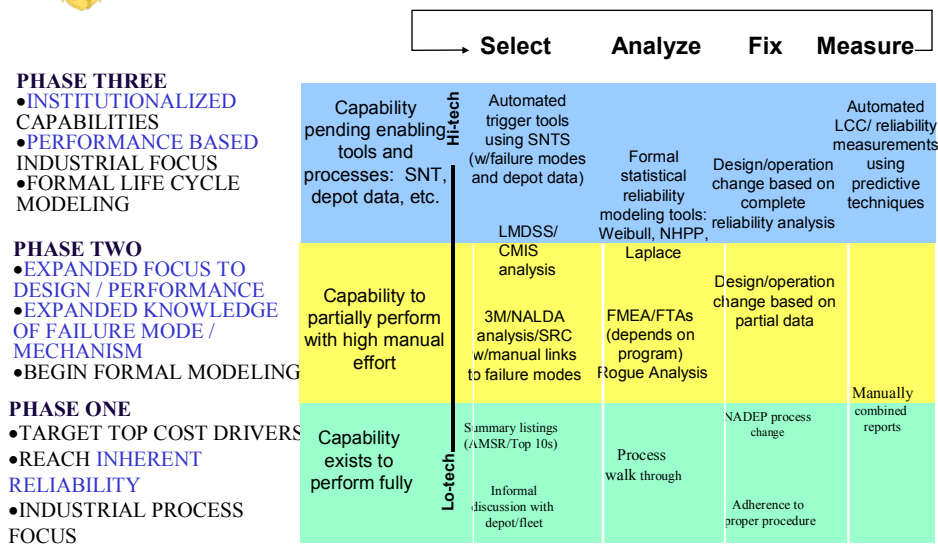 Select Analyze Fix Measure
PHASE THREE
•INSTITUTIONALIZED
CAPABILITIES
•PERFORMANCE BASED
INDUSTRIAL FOCUS
•FORMAL LIFE CYCLE
MODELING
Capability
pending enabling
tools and
processes: SNT,
depot data, etc.
Hi-tech
Automated
trigger tools
using SNTS
(w/failure modes
and depot data)
Formal
statistical
reliability
modeling tools:
Weibull, NHPP,
Laplace
Design/operation
change based on
complete
reliability analysis
Automated
LCC/ reliability
measurements
using
predictive
techniques
PHASE TWO
•EXPANDED FOCUS TO
DESIGN / PERFORMANCE
•EXPANDED KNOWLEDGE
OF FAILURE MODE /
MECHANISM
•BEGIN FORMAL MODELING
Capability to
partially perform
with high manual
effort
LMDSS/
CMIS
analysis
3M/NALDA
analysis/SRC
w/manual links
to failure modes
FMEA/FTAs
(depends on
program)
Rogue Analysis
Design/operation
change based on
partial data
Manually
combined
reports
PHASE ONE
•TARGET TOP COST DRIVERS
•REACH INHERENT
RELIABILITY
•INDUSTRIAL PROCESS
FOCUS
Capability
exists to
perform fully
Lo-tech
Summary listings
(AMSR/Top 10s)
Informal
discussion with
depot/fleet
Process
walk through
NADEP process
change
Adherence to
proper procedure